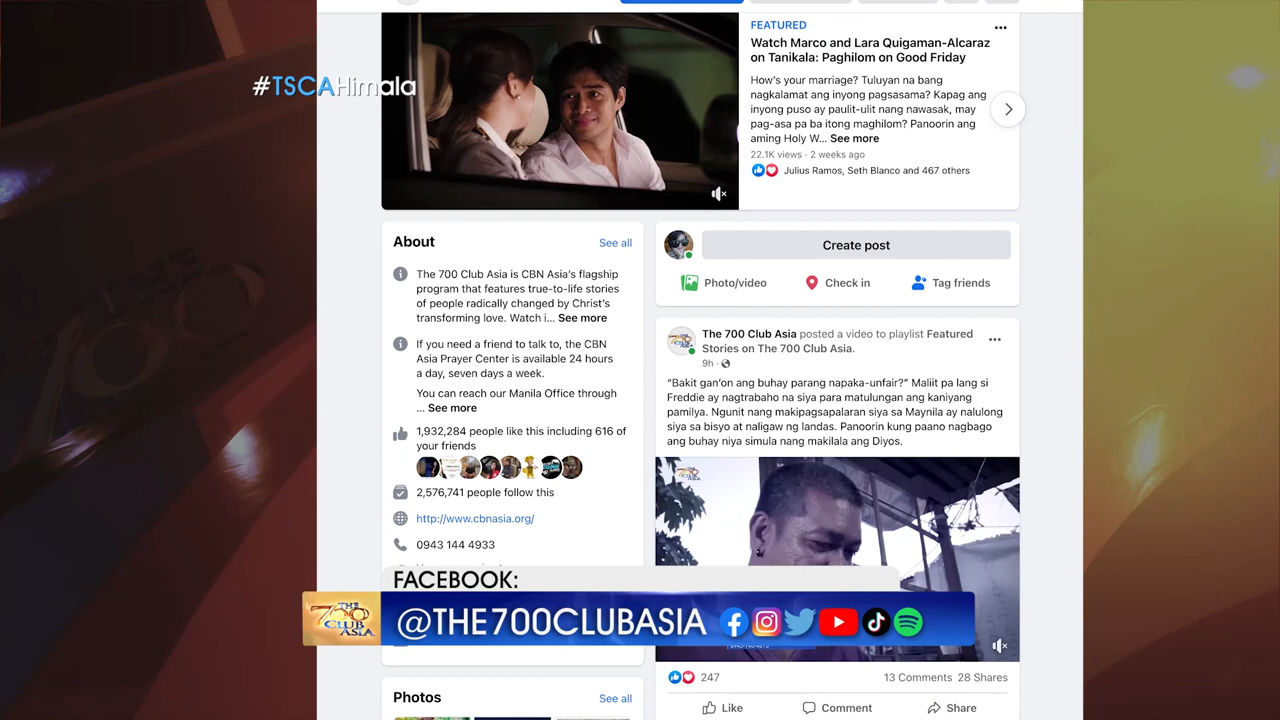 #TSCAHimala
FEATURED
Watch Marco and Lara Quigaman-Alcaraz
on Tanikala: Paghilom on Good Friday
How's your marriage? Tuluyan na bang
nagkalamat ang inyong pagsasama? Kapag ang
inyong puso ay paulit-ulit nang nawasak, may
pag-asa pa ba itong maghilom? Panoorin ang
aming Holy W... See more
22.1K views · 2 weeks ago
Julius Ramos, Seth Blanco and 467 others
About
See all
The 700 Club Asia is CBN Asia's flagship
program that features true-to-life stories
of people radically changed by Christ's
transforming love. Watch i... See more
If you need a friend to talk to, the CBN
Asia Prayer Center is available 24 hours
a day, seven days a week.
You can reach our Manila Office through
... See more
1,932,284 people like this including 616 of
your friends
2,576,741 people follow this
http://www.cbnasia.org/
0943 144 4933
Photos
See all
Create post
Photo/video
Check in
Tag friends
The 700 Club Asia posted a video to playlist Featured
Stories on The 700 Club Asia.
9h ·
“Bakit gan'on ang buhay parang napaka-unfair?” Maliit pa lang si
Freddie ay nagtrabaho na siya para matulungan ang kaniyang
pamilya. Ngunit nang makipagsapalaran siya sa Maynila ay nalulong
siya sa bisyo at naligaw ng landas. Panoorin kung paano nagbago
ang buhay niya simula nang makilala ang Diyos.
247
13 Comments 28 Shares
Like
Comment
Share
FACEBOOK:
THE
700
CLUB
ASIA
@THE700CLUBASIA